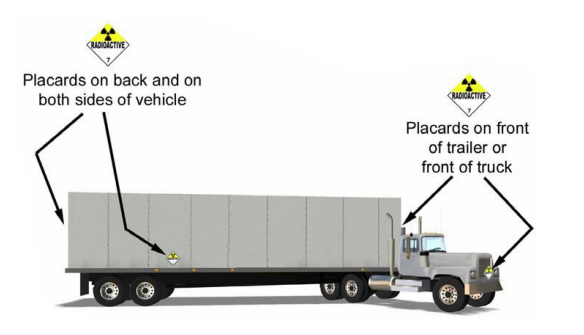 RADIOACTIVE
7
Placards on back and on
both sides of vehicle
RADIOACTIVE
7
Placards on front
of trailer or
front of truck